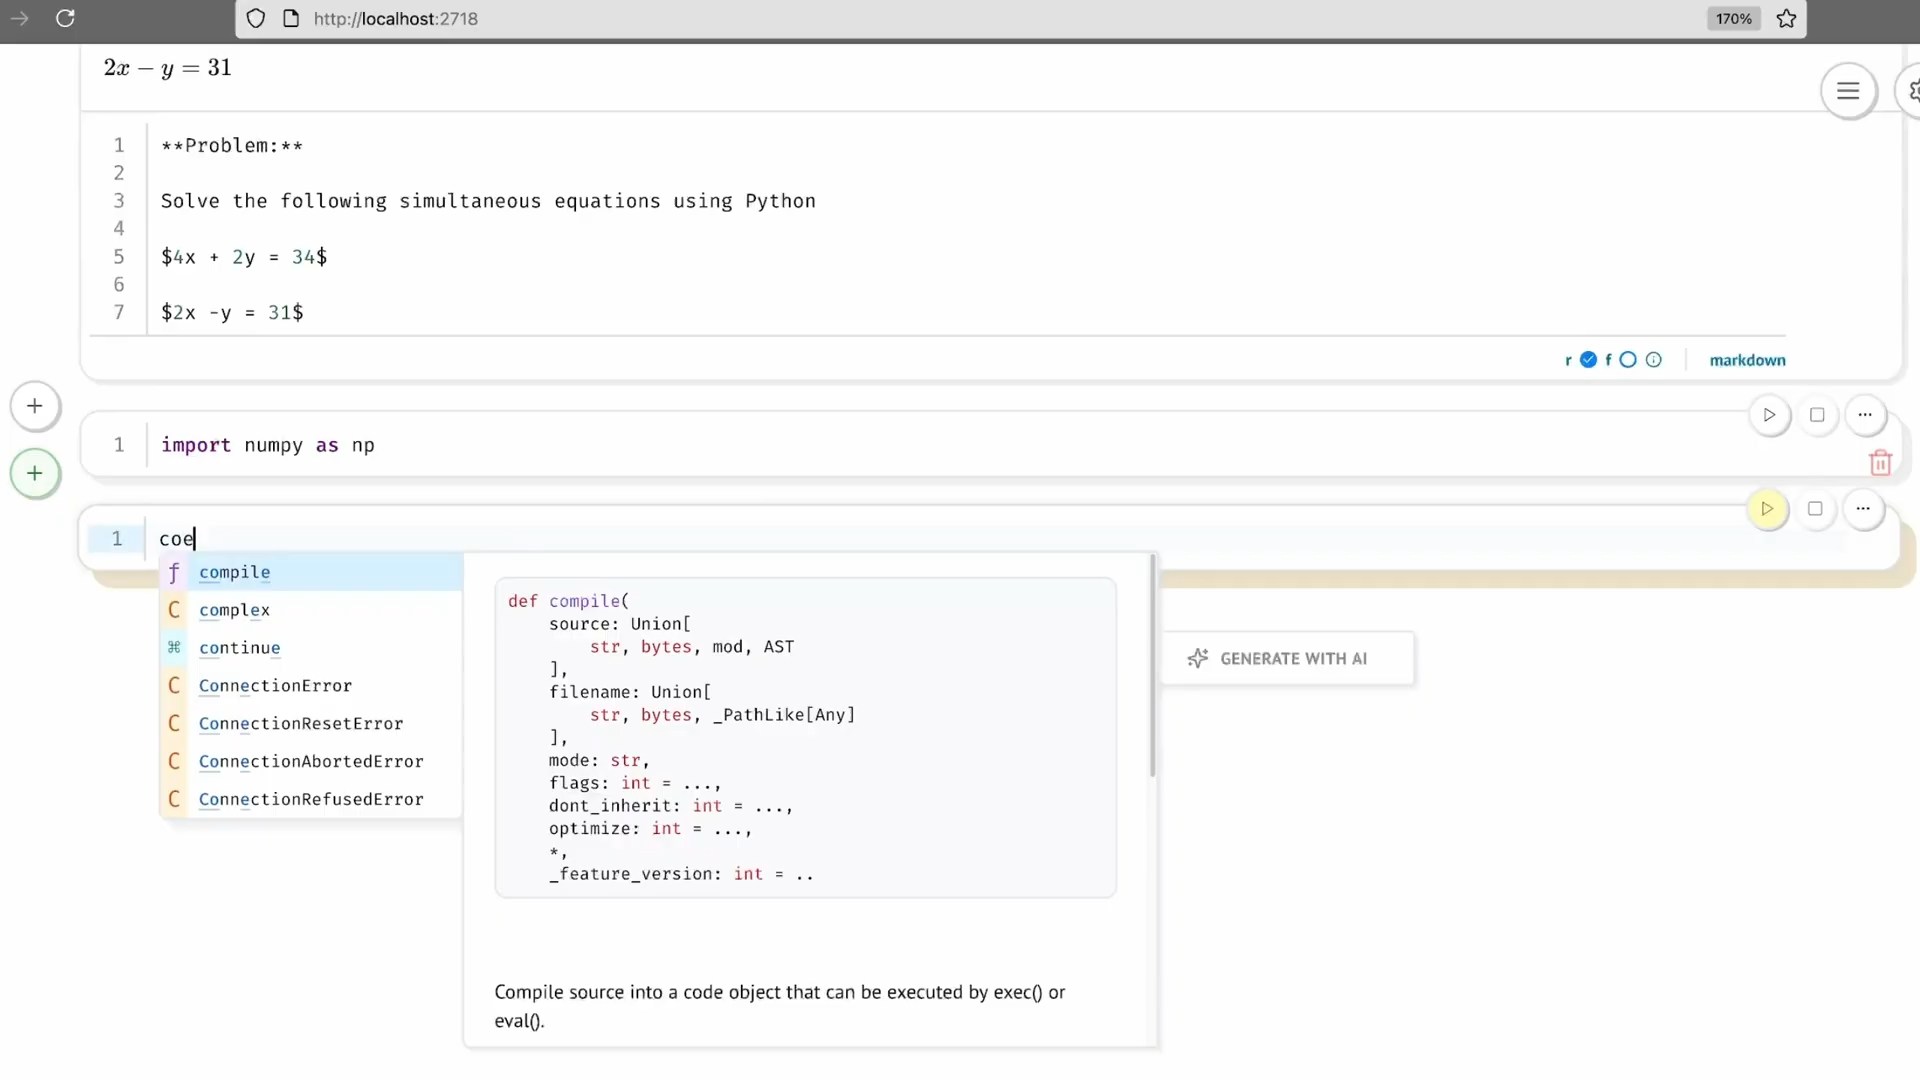 http://localhost:2718
170%
2x − y = 31
1 **Problem:**
2
3 Solve the following simultaneous equations using Python
4
5 $4x + 2y = 34$
6
7 $2x -y = 31$
r f markdown
1 import numpy as np
1 coe
f compile
C complex
⌘ continue
C ConnectionError
C ConnectionResetError
C ConnectionAbortedError
C ConnectionRefusedError
def compile(
source: Union[
str, bytes, mod, AST
],
filename: Union[
str, bytes, _PathLike[Any]
],
mode: str,
flags: int = ...,
dont_inherit: int = ...,
optimize: int = ...,
*,
_feature_version: int = ..
Compile source into a code object that can be executed by exec() or
eval().
GENERATE WITH AI